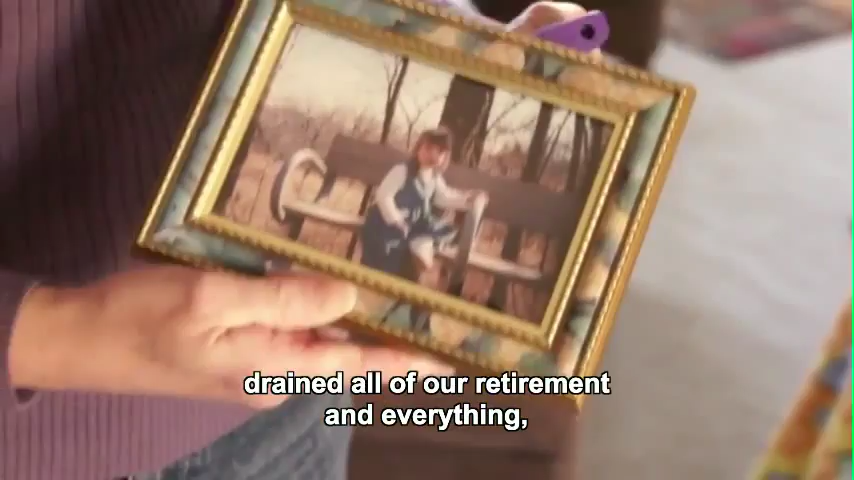 drained all of our retirement
and everything,